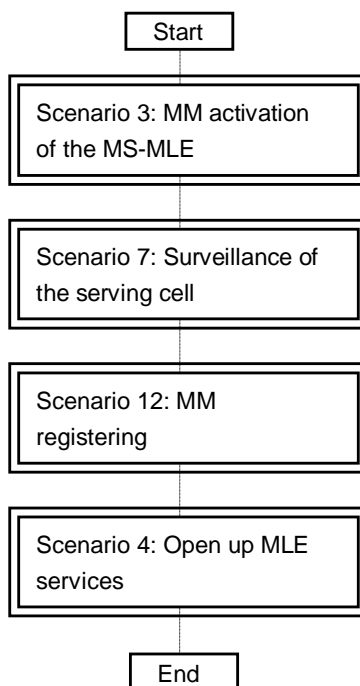 Start
Scenario 3: MM activation
of the MS-MLE
Scenario 7: Surveillance of
the serving cell
Scenario 12: MM
registering
Scenario 4: Open up MLE
services
End